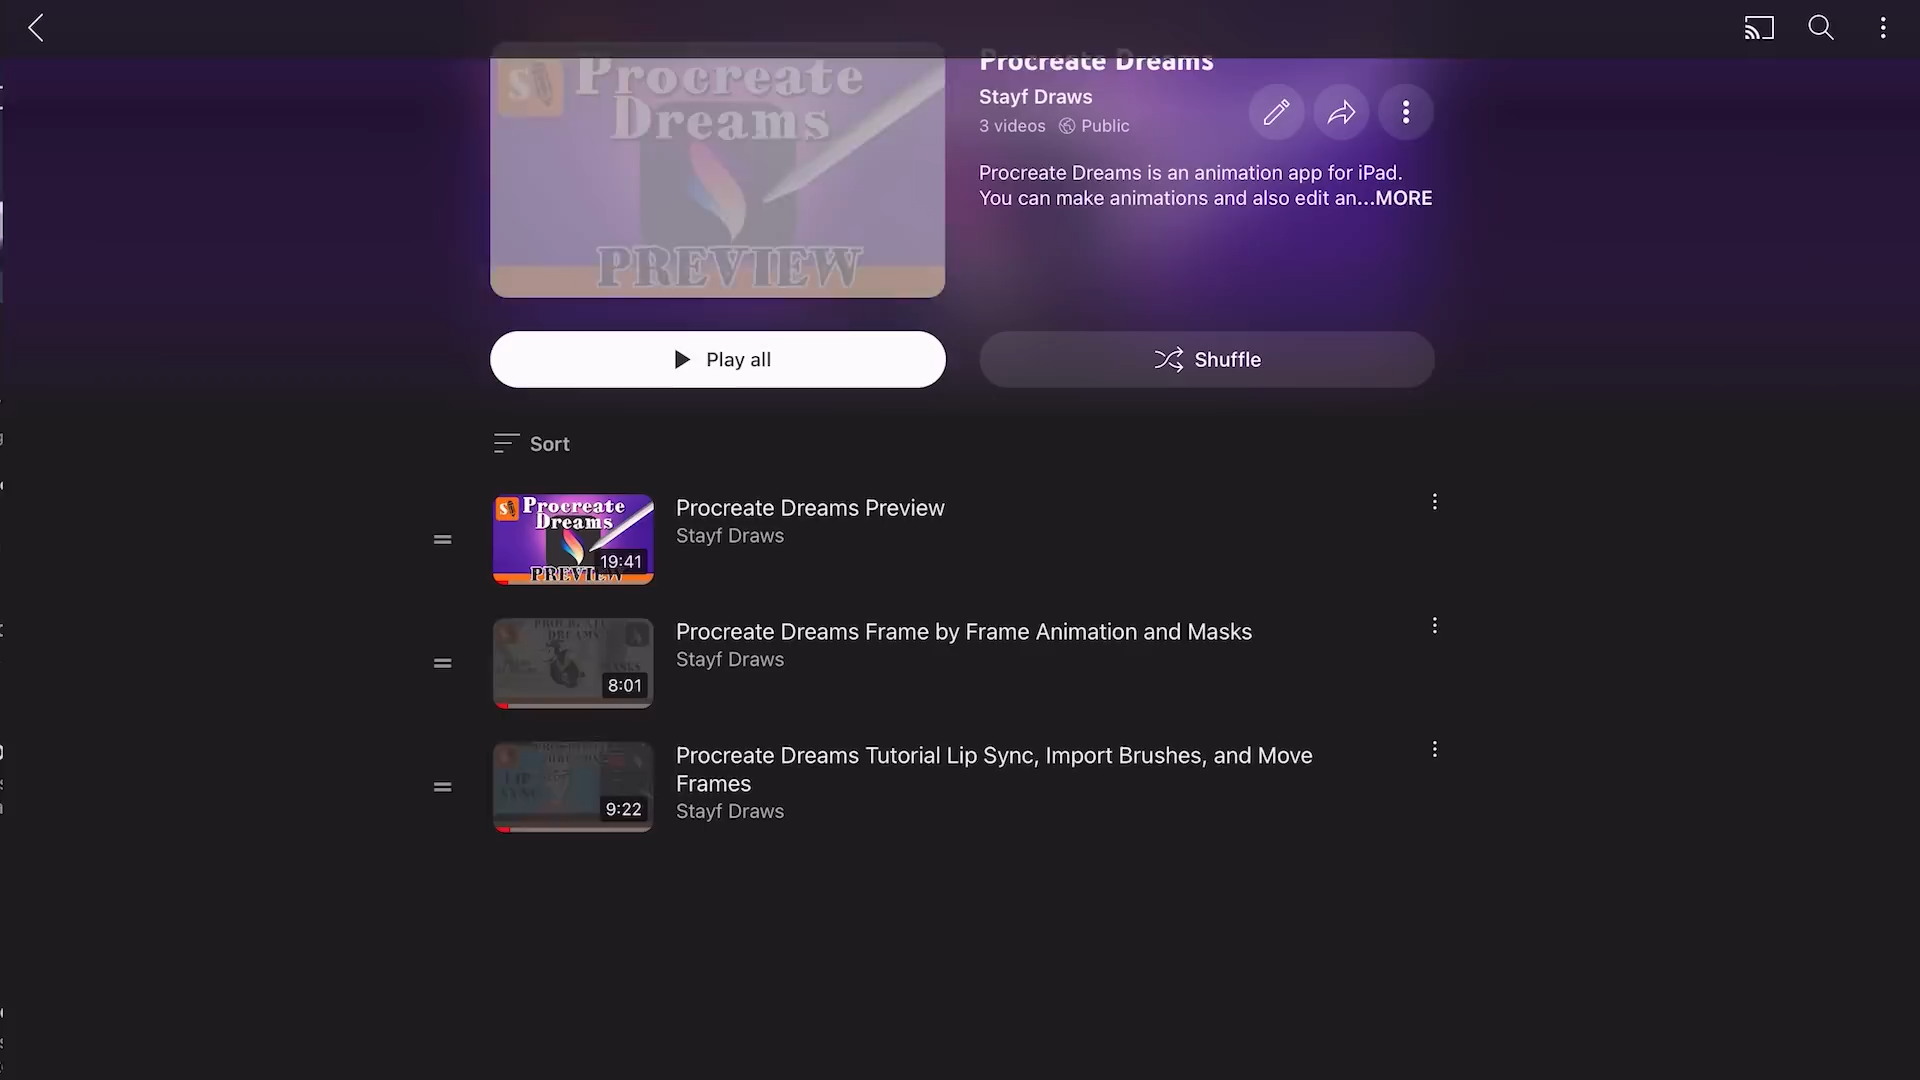 Procreate
Dreams
PREVIEW
Procreate Dreams
Stayf Draws
3 videos Public
Procreate Dreams is an animation app for iPad.
You can make animations and also edit an...MORE
Play all
Shuffle
Sort
Procreate
Dreams
PREVIEW
19:41
Procreate Dreams Preview
Stayf Draws
8:01
Procreate Dreams Frame by Frame Animation and Masks
Stayf Draws
9:22
Procreate Dreams Tutorial Lip Sync, Import Brushes, and Move
Frames
Stayf Draws